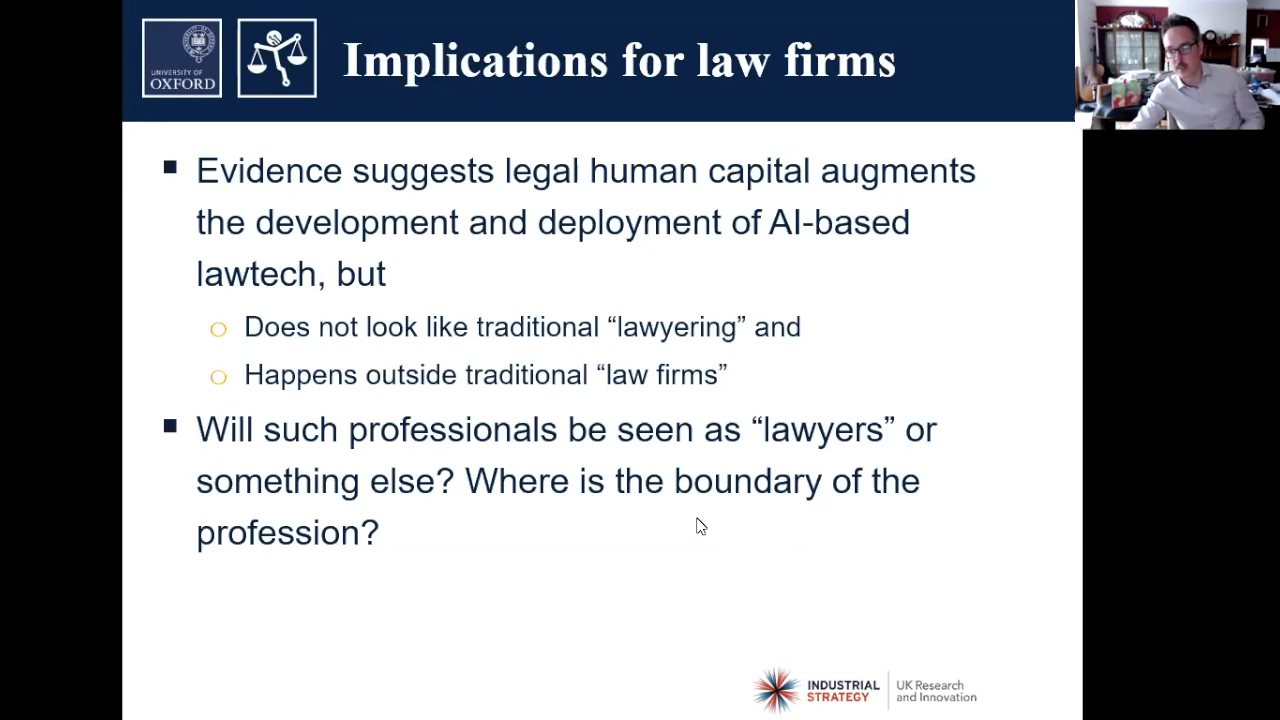 UNIVERSITY OF
OXFORD
Implications for law firms
Evidence suggests legal human capital augments
the development and deployment of AI-based
lawtech, but
Does not look like traditional “lawyering” and
Happens outside traditional “law firms”
Will such professionals be seen as “lawyers” or
something else? Where is the boundary of the
profession?
INDUSTRIAL
STRATEGY
UK Research
and Innovation